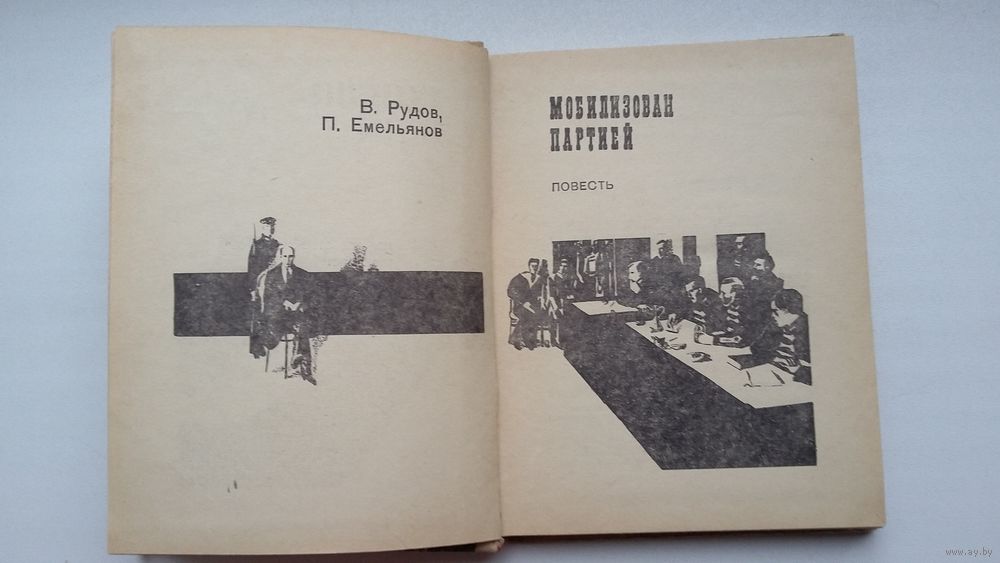 В. Рудов,
П. Емельянов
МОБИЛИЗОВАН
ПАРТИЕЙ
ПОВЕСТЬ
www.ay.by